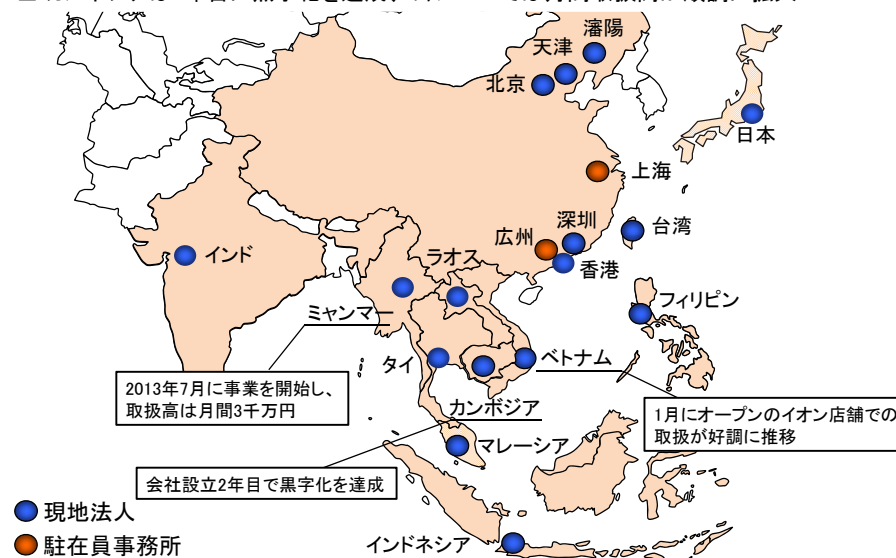 瀋陽
天津
北京
日本
上海
深圳
台湾
広州
インド
ラオス
香港
フィリピン
ミャンマー
タイ
ベトナム
2013年7月に事業を開始し、
取扱高は月間3千万円
カンボジア
1月にオープンのイオン店舗での
取扱が好調に推移
マレーシア
会社設立2年目で黒字化を達成
現地法人
駐在員事務所
インドネシア